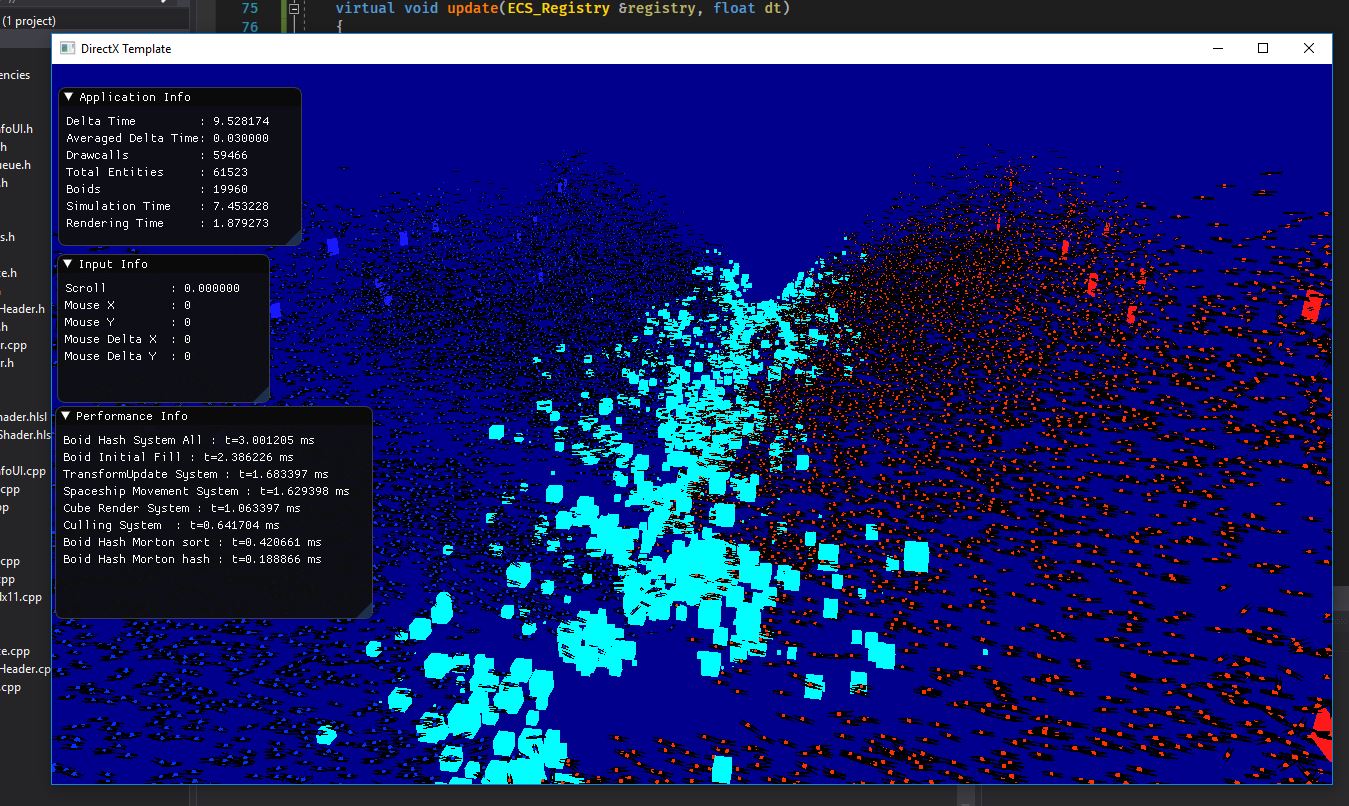 75 virtual void update(ECS_Registry &registry, float dt)
(1 project)
76 {
DirectX Template
Application Info
Delta Time : 9.528174
Averaged Delta Time: 0.030000
Drawcalls : 59466
Total Entities : 61523
Boids : 19960
Simulation Time : 7.453228
Rendering Time : 1.879273
Input Info
Scroll : 0.000000
Mouse X : 0
Mouse Y : 0
Mouse Delta X : 0
Mouse Delta Y : 0
Performance Info
Boid Hash System All : t=3.001205 ms
Boid Initial Fill : t=2.386226 ms
TransformUpdate System : t=1.683397 ms
Spaceship Movement System : t=1.629398 ms
Cube Render System : t=1.063397 ms
Culling System : t=0.641704 ms
Boid Hash Morton sort : t=0.420661 ms
Boid Hash Morton hash : t=0.188866 ms
encies
foUI.h
.h
ueue.h
.h
s.h
te.h
Header.h
.h
er.cpp
r.h
hader.hlsl
Shader.hls
nfoUI.cpp
.cpp
pp
.cpp
pp
dx11.cpp
te.cpp
Header.cp
.cpp